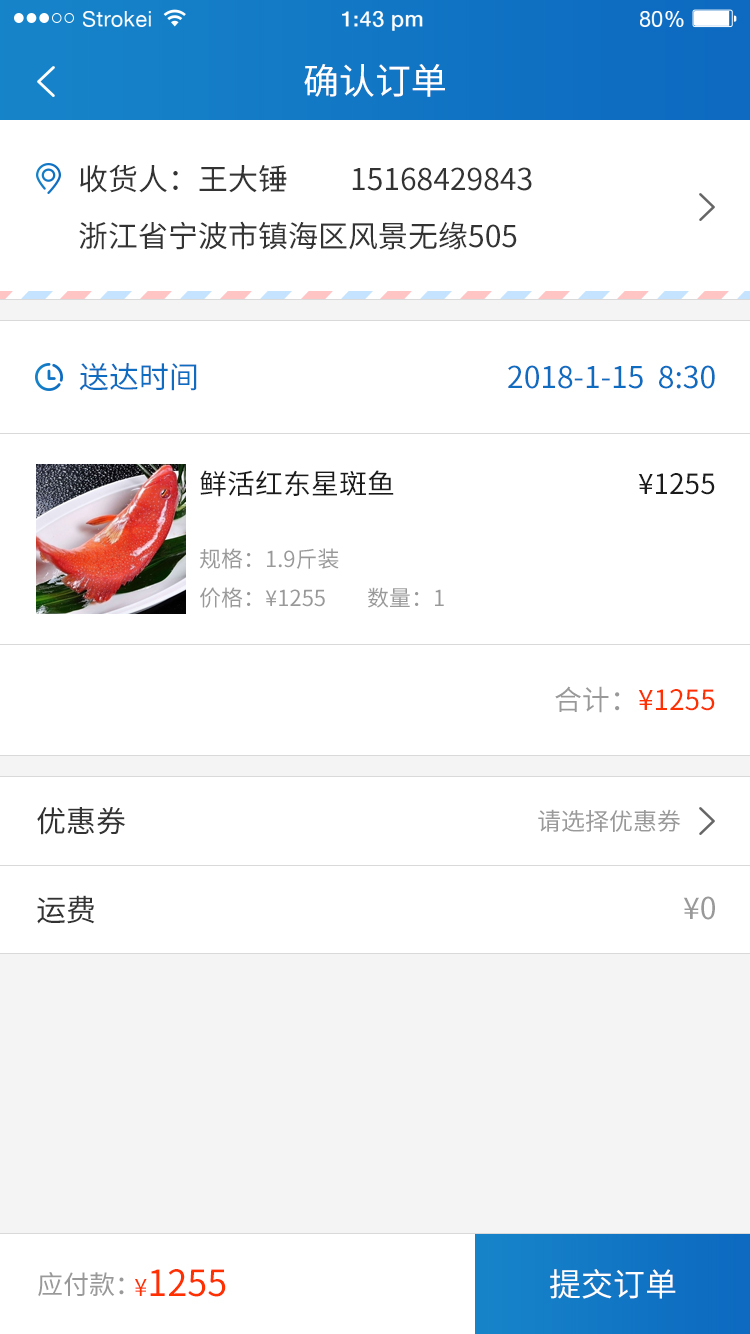 Strokei 1:43 pm 80%
确认订单
收货人：王大锤 15168429843
浙江省宁波市镇海区风景无缘505
送达时间 2018-1-15 8:30
鲜活红东星斑鱼 ¥1255
规格：1.9斤装
价格：¥1255 数量：1
合计：¥1255
优惠券 请选择优惠券
运费 ¥0
应付款：¥1255 提交订单